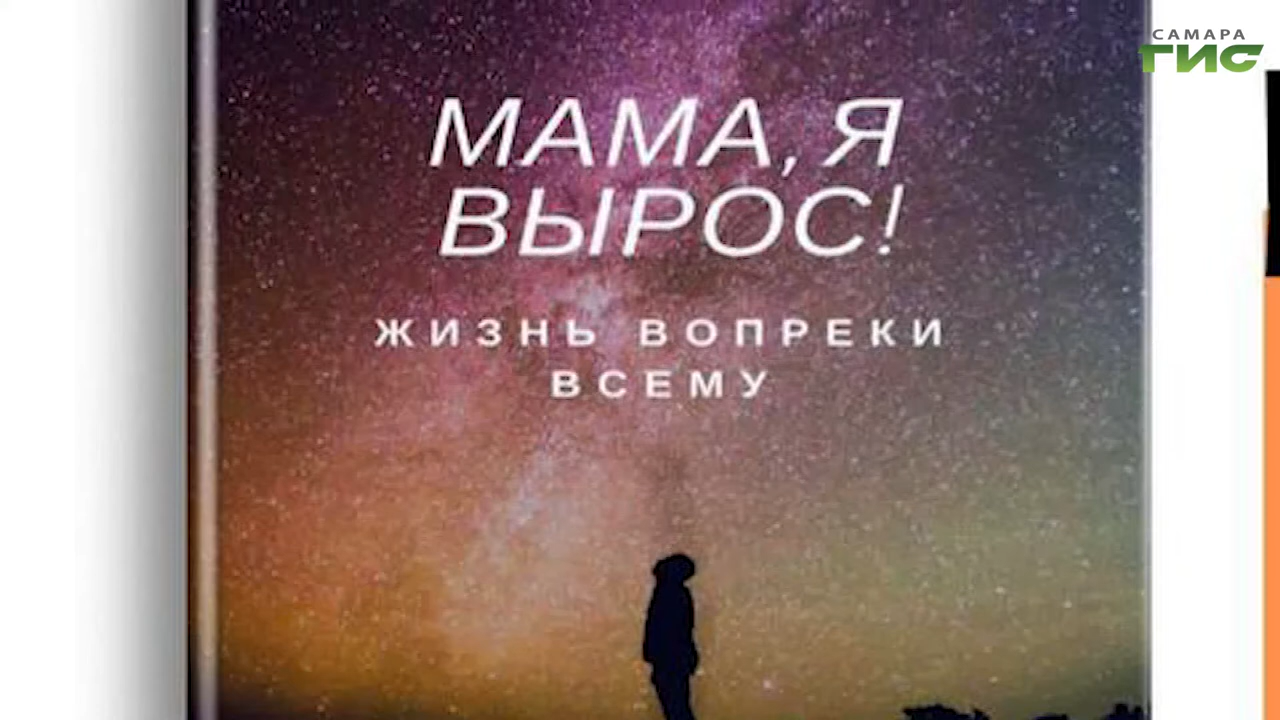 САМАРА
ГИС
МАМА, Я
ВЫРОС!
ЖИЗНЬ ВОПРЕКИ
ВСЕМУ